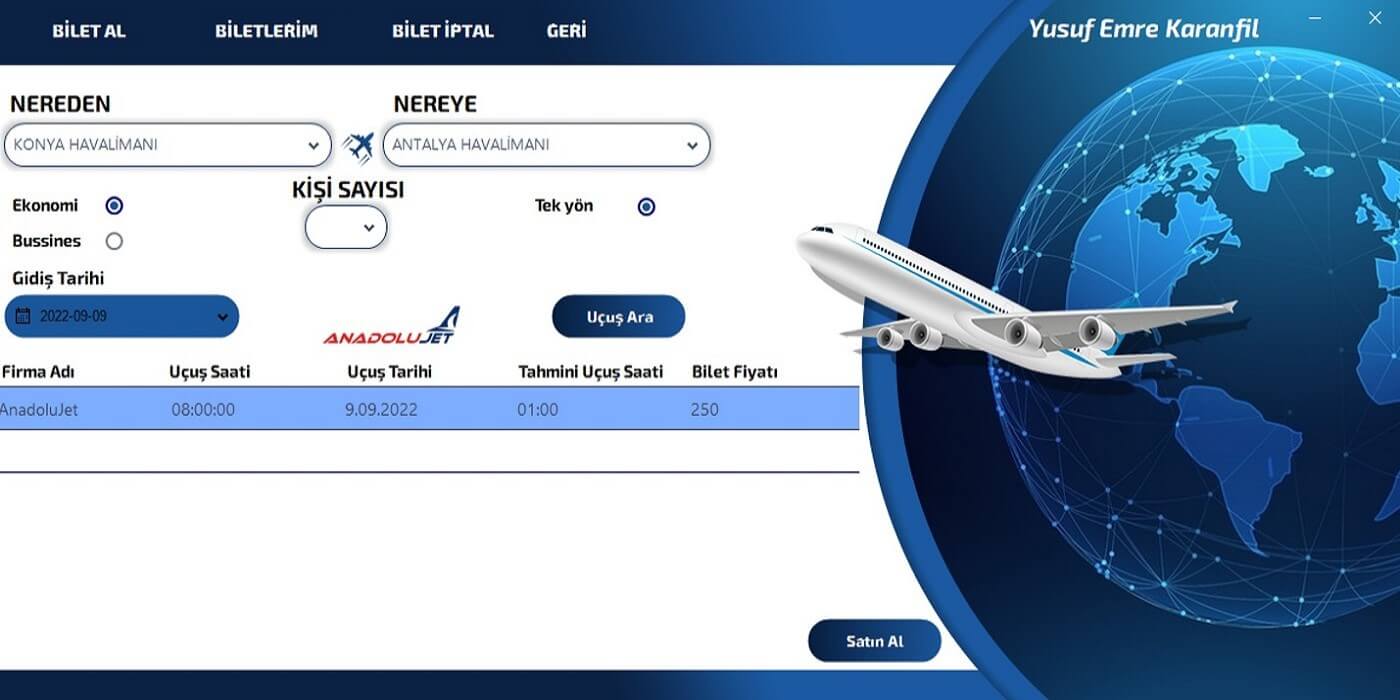 BİLET AL BİLETLERİM BİLET İPTAL GERİ Yusuf Emre Karanfil
NEREDEN NEREYE
KONYA HAVALİMANI ANTALYA HAVALİMANI
KİŞİ SAYISI
Ekonomi Tek yön
Bussines
Gidiş Tarihi
2022-09-09 ANADOLUJET Uçuş Ara
Firma Adı Uçuş Saati Uçuş Tarihi Tahmini Uçuş Saati Bilet Fiyatı
AnadoluJet 08:00:00 9.09.2022 01:00 250
Satın Al